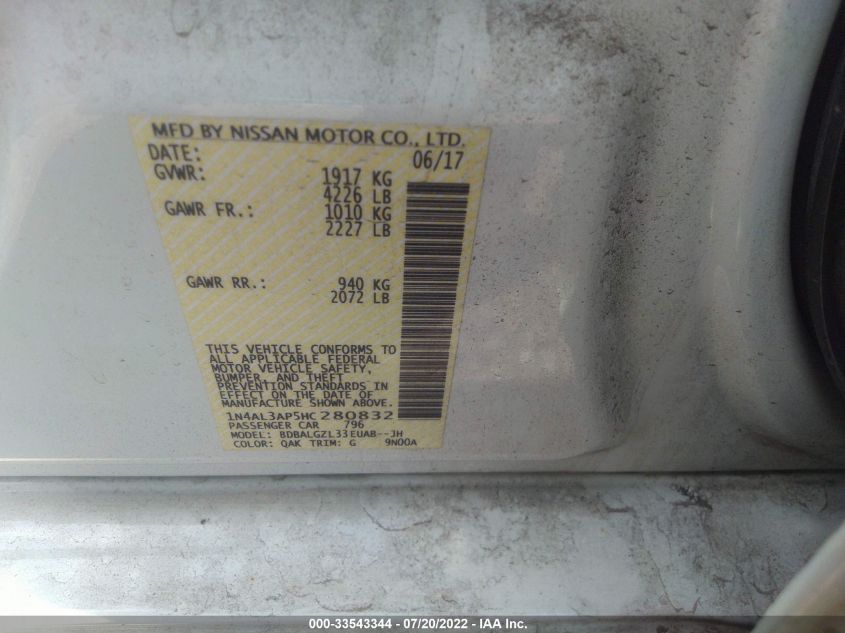 MFD BY NISSAN MOTOR CO., LTD.
DATE: 06/17
GVWR: 1917 KG
4226 LB
GAWR FR.: 1010 KG
2227 LB
GAWR RR.: 940 KG
2072 LB
THIS VEHICLE CONFORMS TO
ALL APPLICABLE FEDERAL
MOTOR VEHICLE SAFETY,
BUMPER, AND THEFT
PREVENTION STANDARDS IN
EFFECT ON THE DATE OF
MANUFACTURE SHOWN ABOVE.
1N4AL3AP5HC280832
PASSENGER CAR 796
MODEL: BDBALGZL33EUAB--JH
COLOR: QAK TRIM: G 9N00A
000-33543344 - 07/20/2022 - IAA Inc.